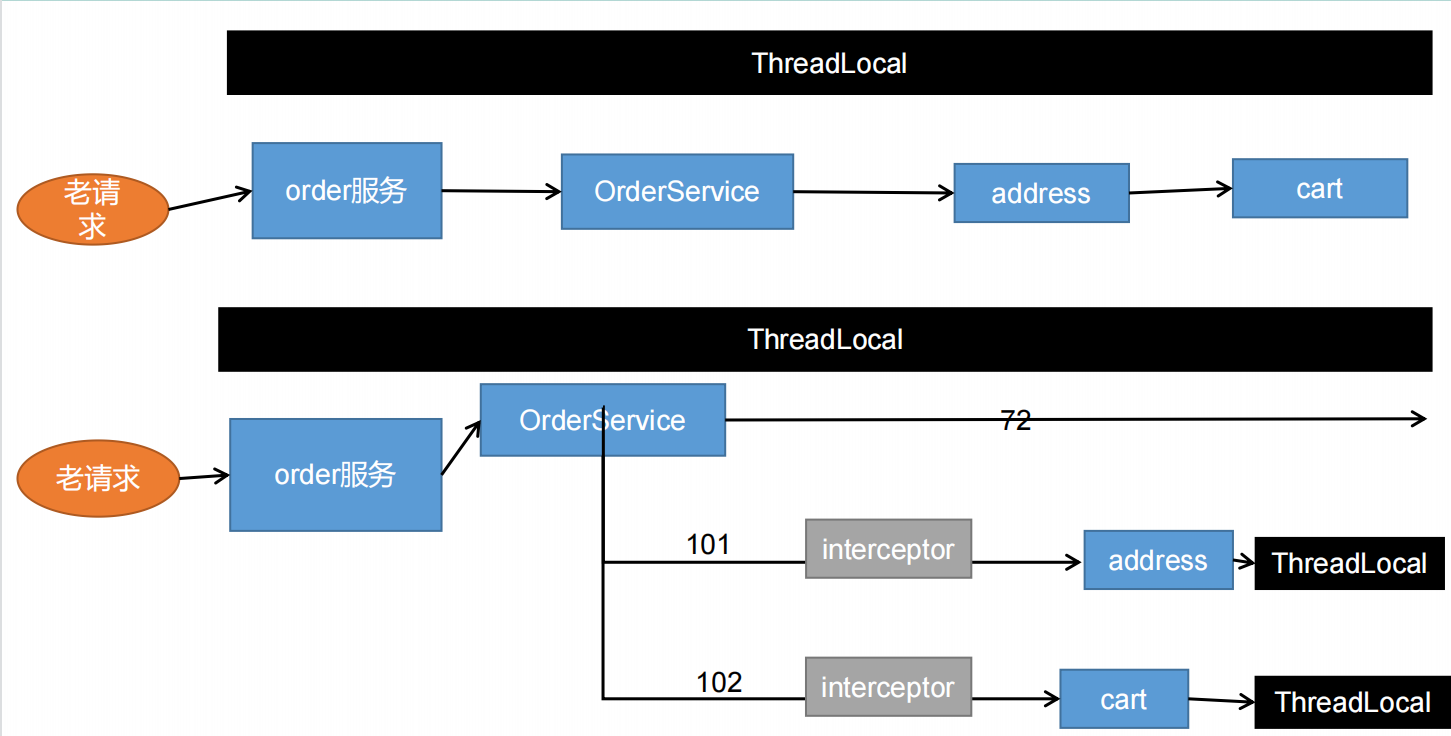 ThreadLocal
老请
求
order服务
OrderService
address
cart
ThreadLocal
老请求
order服务
OrderService
72
101
interceptor
address
ThreadLocal
102
interceptor
cart
ThreadLocal